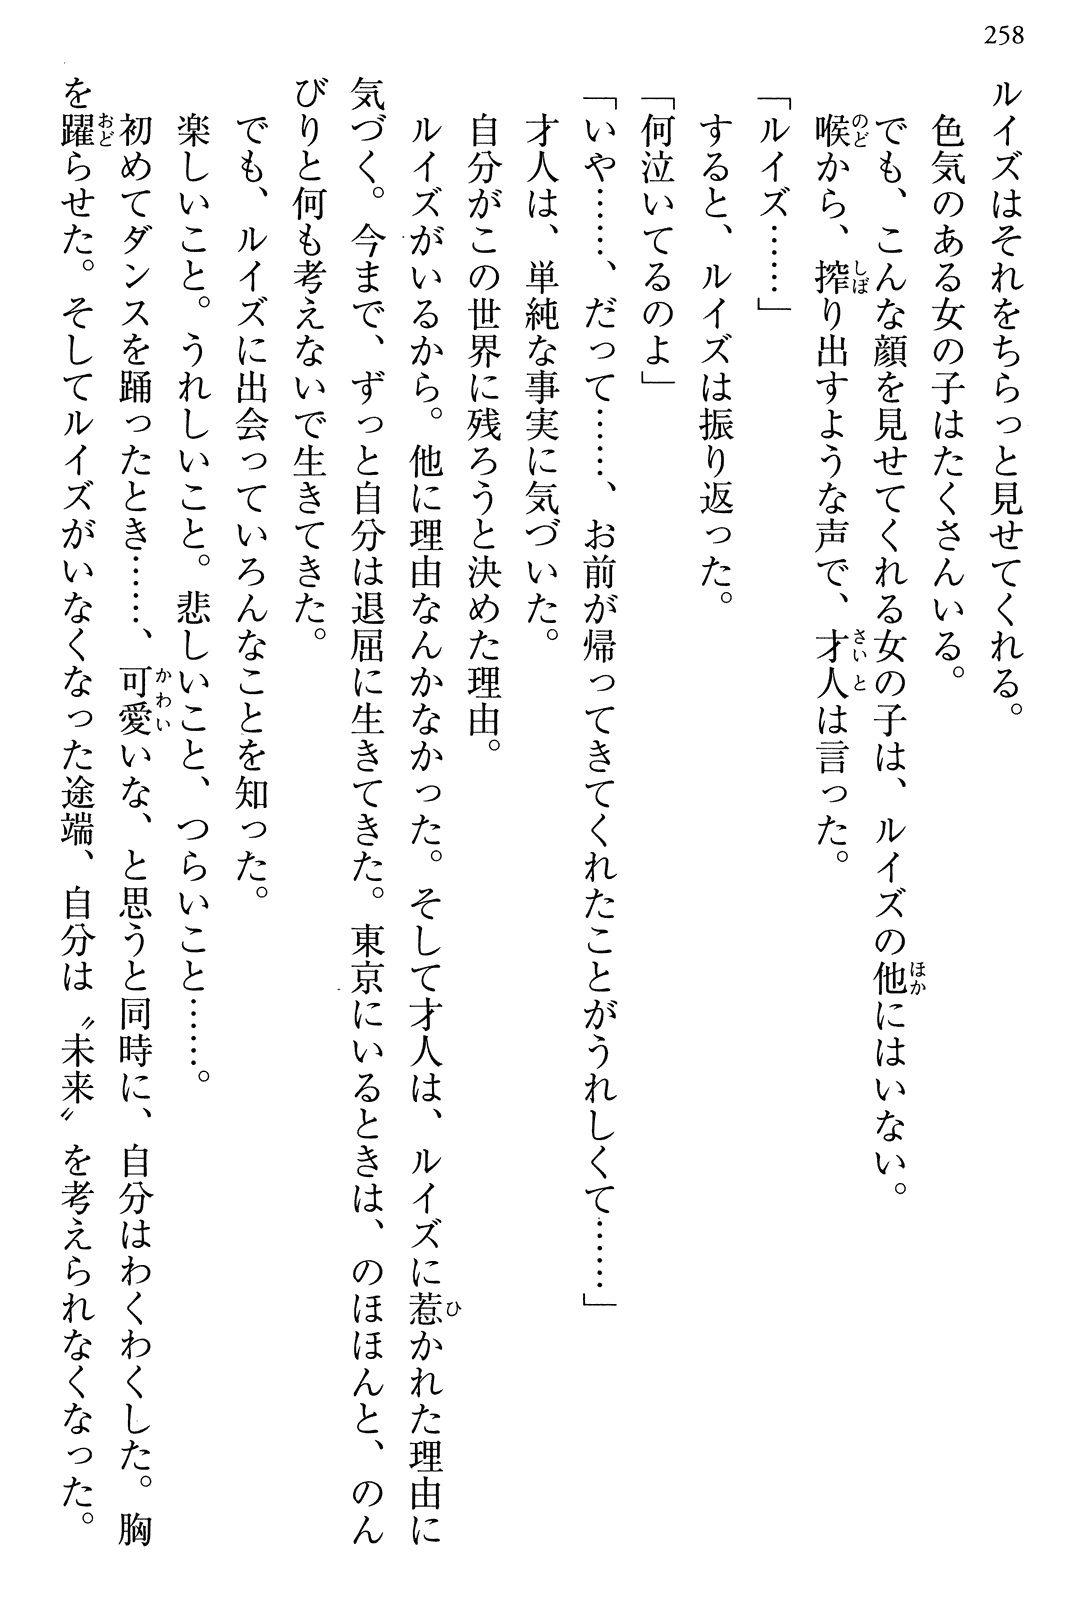 258
ルイズはそれをちらっと見せてくれる。
色気のある女の子はたくさんいる。
でも、こんな顔を見せてくれる女の子は、ルイズの他にはいない。
喉から、搾り出すような声で、才人は言った。
「ルイズ……」
すると、ルイズは振り返った。
「何泣いてるのよ」
「いや……、だって……、お前が帰ってきてくれたことがうれしくて……」
才人は、単純な事実に気づいた。
自分がこの世界に残ろうと決めた理由。
ルイズがいるから。他に理由なんかなかった。そして才人は、ルイズに惹かれた理由に
気づく。今まで、ずっと自分は退屈に生きてきた。東京にいるときは、のほほんと、のん
びりと何も考えないで生きてきた。
でも、ルイズに出会っていろんなことを知った。
楽しいこと。うれしいこと。悲しいこと、つらいこと……。
初めてダンスを踊ったとき……、可愛いな、と思うと同時に、自分はわくわくした。胸
を躍らせた。そしてルイズがいなくなった途端、自分は〝未来〟を考えられなくなった。